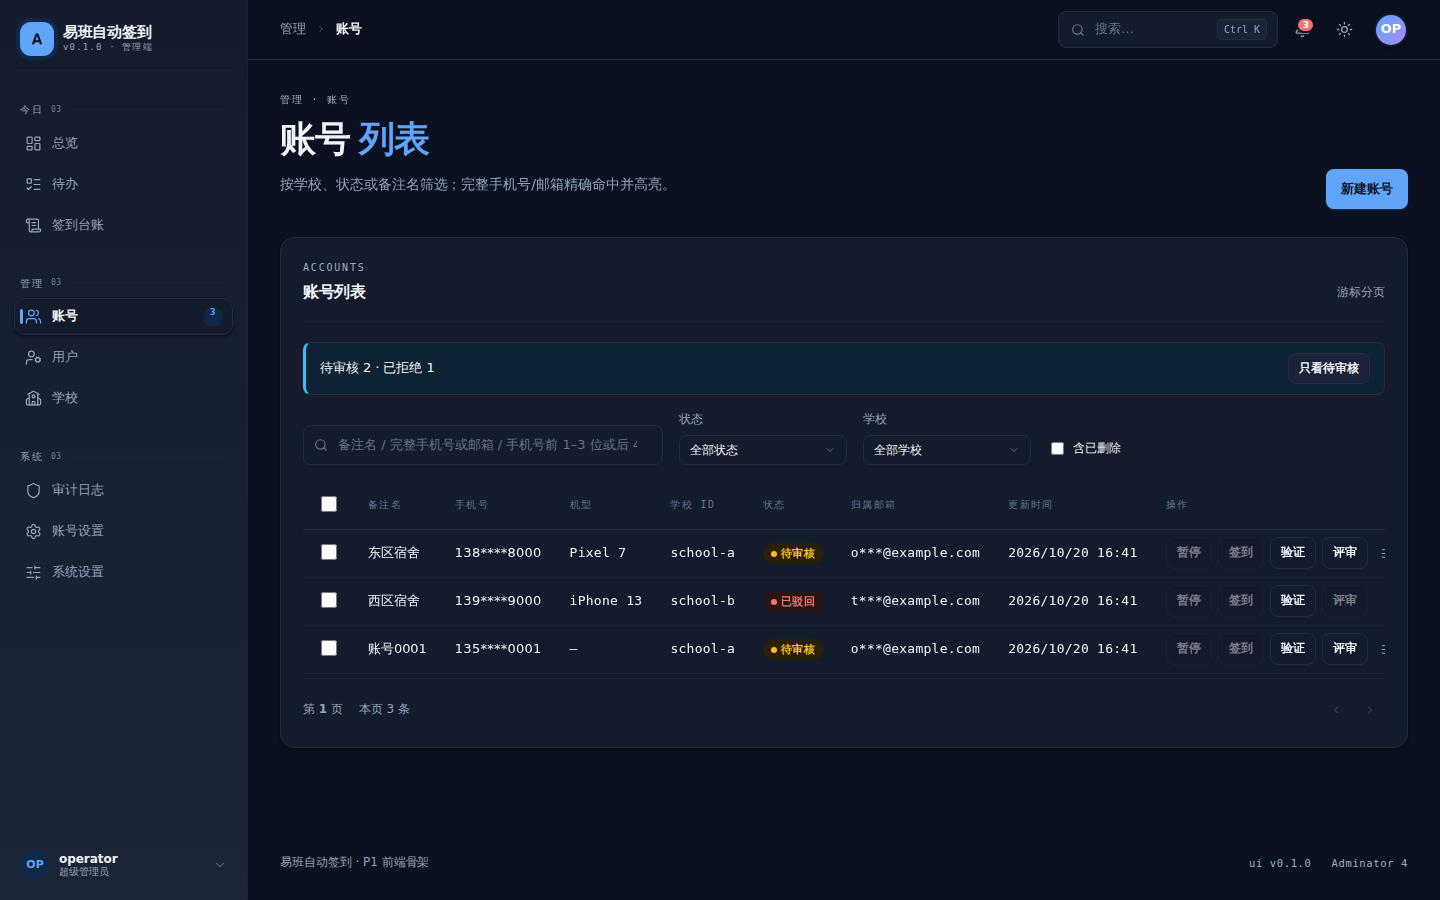 A
易班自动签到
v0.1.0 · 管理端
今日 03
总览
待办
签到台账
管理 03
账号 3
用户
学校
系统 03
审计日志
账号设置
系统设置
OP
operator
超级管理员
管理 账号
搜索… Ctrl K
3
OP
管理 · 账号
账号 列表
按学校、状态或备注名筛选；完整手机号/邮箱精确命中并高亮。
新建账号
ACCOUNTS
账号列表
游标分页
待审核 2 · 已拒绝 1
只看待审核
备注名 / 完整手机号或邮箱 / 手机号前 1–3 位或后
状态
全部状态
学校
全部学校
含已删除
备注名 手机号 机型 学校 ID 状态 归属邮箱 更新时间 操作
东区宿舍 138****8000 Pixel 7 school-a 待审核 o***@example.com 2026/10/20 16:41 暂停 签到 验证 评审
西区宿舍 139****9000 iPhone 13 school-b 已驳回 t***@example.com 2026/10/20 16:41 暂停 签到 验证 评审
账号0001 135****0001 — school-a 待审核 o***@example.com 2026/10/20 16:41 暂停 签到 验证 评审
第 1 页 本页 3 条
易班自动签到 · P1 前端骨架
ui v0.1.0 Adminator 4